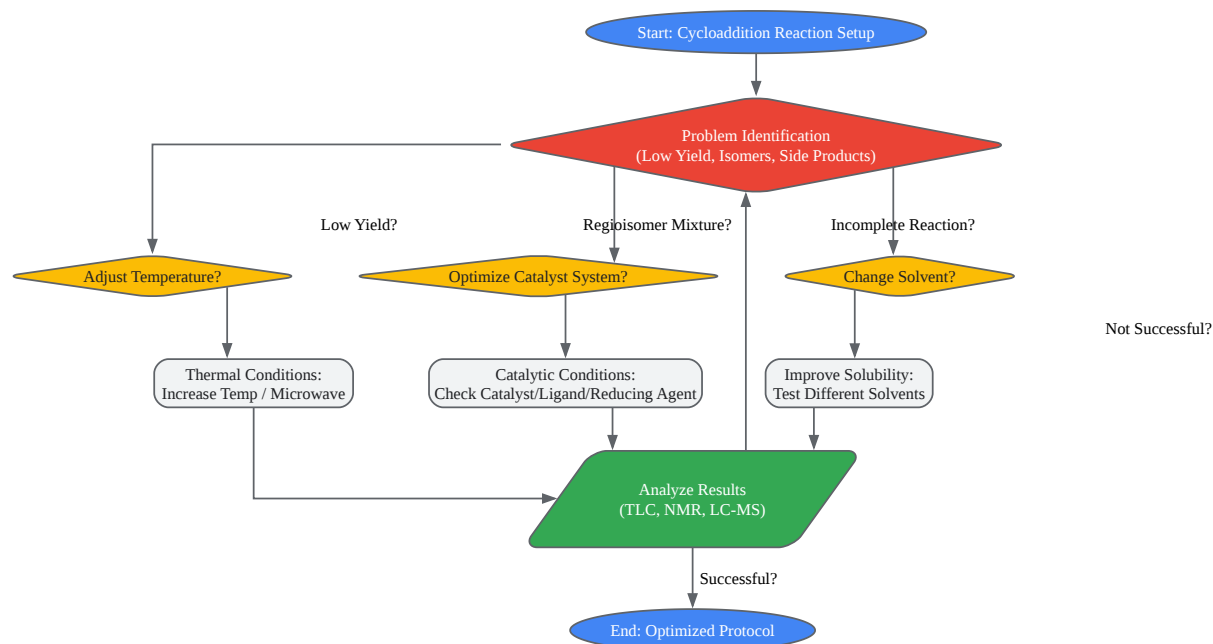 Start: Cycloaddition Reaction Setup
Problem Identification
(Low Yield, Isomers, Side Products)
Low Yield?
Regioisomer Mixture?
Incomplete Reaction?
Adjust Temperature?
Optimize Catalyst System?
Change Solvent?
Not Successful?
Thermal Conditions:
Increase Temp / Microwave
Catalytic Conditions:
Check Catalyst/Ligand/Reducing Agent
Improve Solubility:
Test Different Solvents
Analyze Results
(TLC, NMR, LC-MS)
Successful?
End: Optimized Protocol